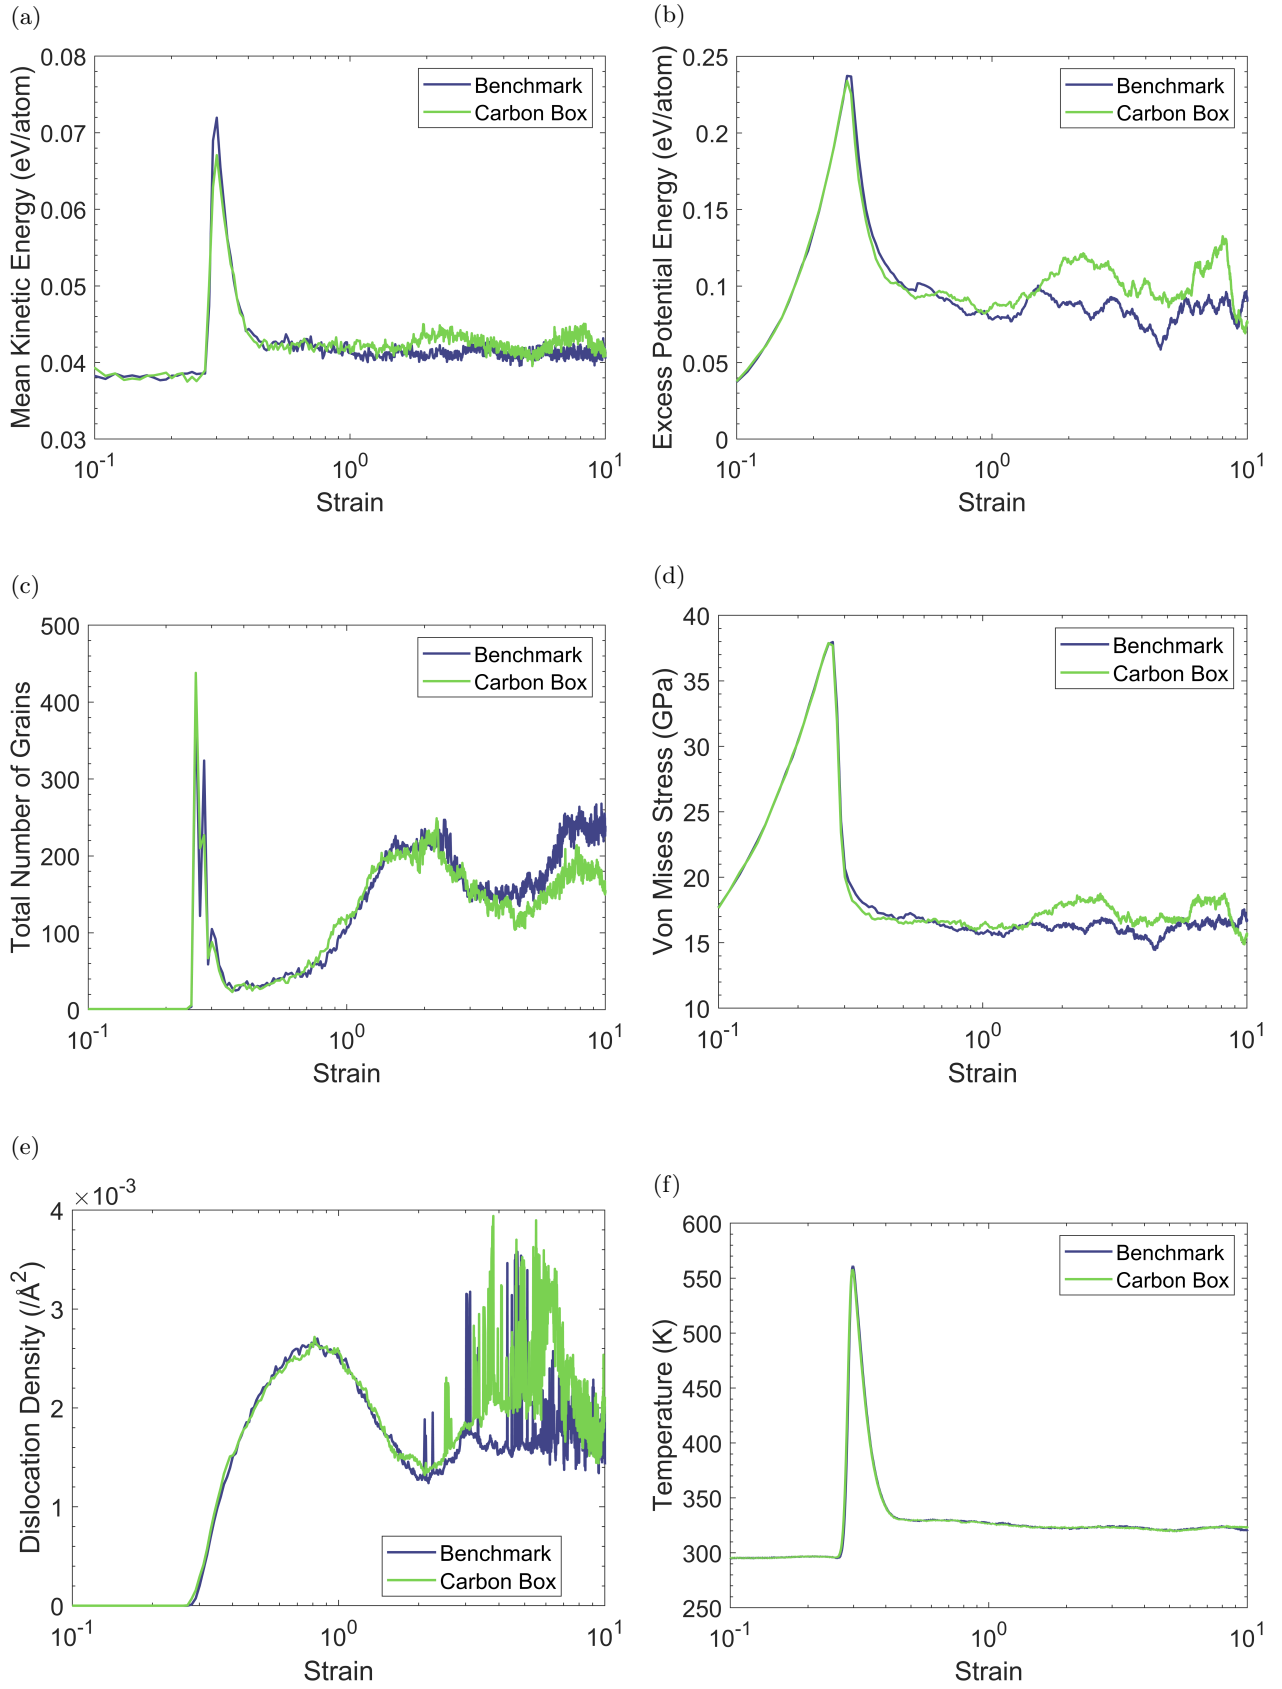 (a)
0.08
0.07
0.06
0.05
0.04
0.03
Mean Kinetic Energy (eV/atom)
Benchmark
Carbon Box
10^-1
10^0
10^1
Strain
(b)
0.25
0.2
0.15
0.1
0.05
0
Excess Potential Energy (eV/atom)
Benchmark
Carbon Box
10^-1
10^0
10^1
Strain
(c)
500
400
300
200
100
0
Total Number of Grains
Benchmark
Carbon Box
10^-1
10^0
10^1
Strain
(d)
40
35
30
25
20
15
10
Von Mises Stress (GPa)
Benchmark
Carbon Box
10^-1
10^0
10^1
Strain
(e)
×10^-3
4
3
2
1
0
Dislocation Density (/Å^2)
Benchmark
Carbon Box
10^-1
10^0
10^1
Strain
(f)
600
550
500
450
400
350
300
250
Temperature (K)
Benchmark
Carbon Box
10^-1
10^0
10^1
Strain